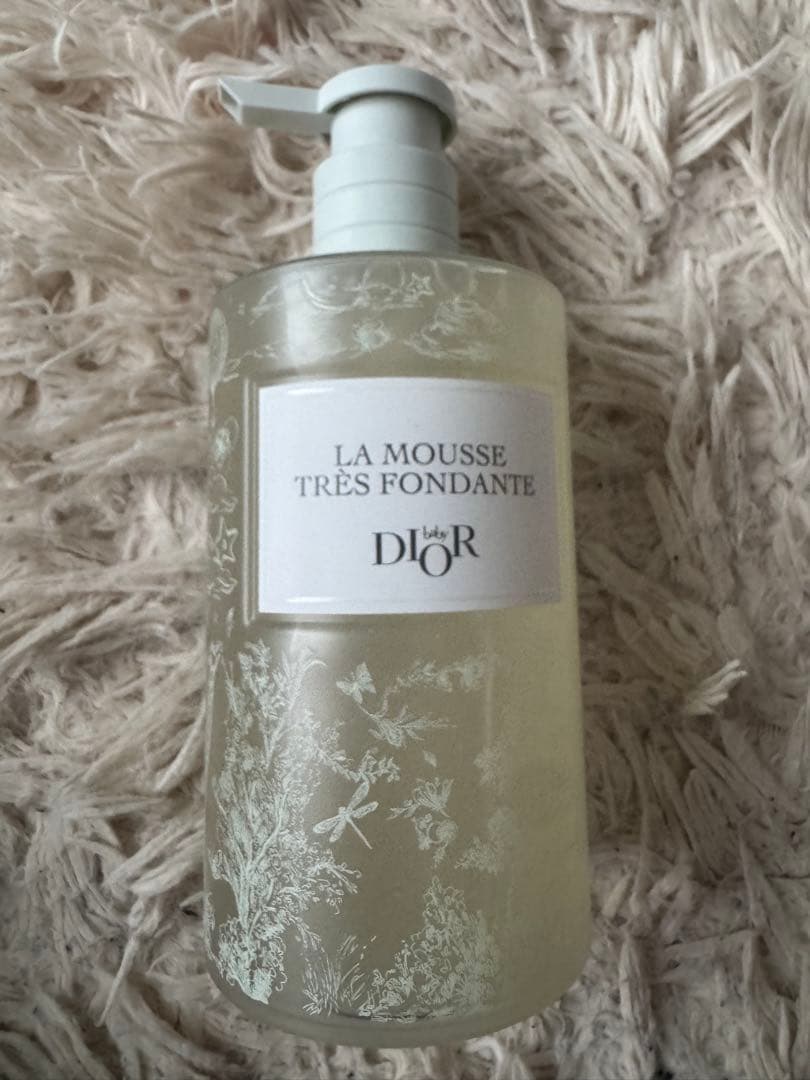 LA MOUSSE
TRÈS FONDANTE
baby
DIOR